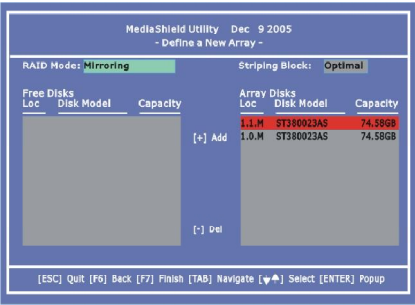 MediaShield Utility Dec 9 2005
- Define a New Array -
RAID Mode: Mirroring Striping Block: Optimal
Free Disks Array Disks
Loc Disk Model Capacity Loc Disk Model Capacity
1.1.M ST380023AS 74.58GB
[+] Add 1.0.M ST380023AS 74.58GB
[-] Del
[ESC] Quit [F6] Back [F7] Finish [TAB] Navigate [↓↑] Select [ENTER] Popup